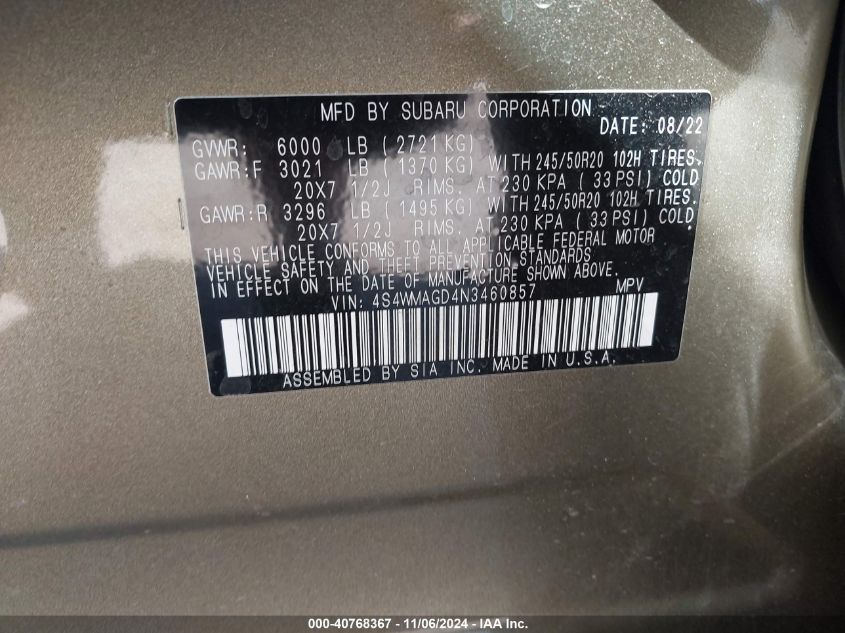 MFD BY SUBARU CORPORATION
DATE: 08/22
GVWR: 6000 LB ( 2721 KG)
GAWR:F 3021 LB ( 1370 KG) WITH 245/50R20 102H TIRES.
20X7 1/2J RIMS. AT 230 KPA ( 33 PSI) COLD
GAWR:R 3296 LB ( 1495 KG) WITH 245/50R20 102H TIRES.
20X7 1/2J RIMS. AT 230 KPA ( 33 PSI) COLD
THIS VEHICLE CONFORMS TO ALL APPLICABLE FEDERAL MOTOR
VEHICLE SAFETY AND THEFT PREVENTION STANDARDS
IN EFFECT ON THE DATE OF MANUFACTURE SHOWN ABOVE.
VIN: 4S4WMAGD4N3460857 MPV
ASSEMBLED BY SIA INC. MADE IN U.S.A.
000-40768367 - 11/06/2024 - IAA Inc.